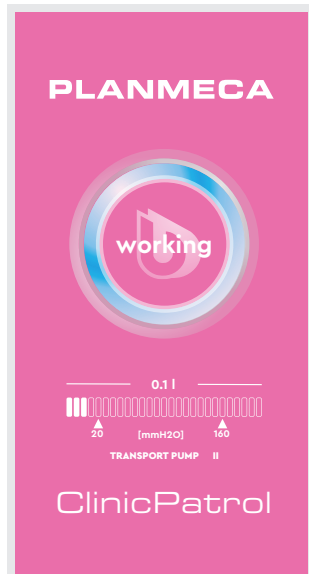 PLANMECA
working
0.1 l
20 [mmH2O] 160
TRANSPORT PUMP II
ClinicPatrol